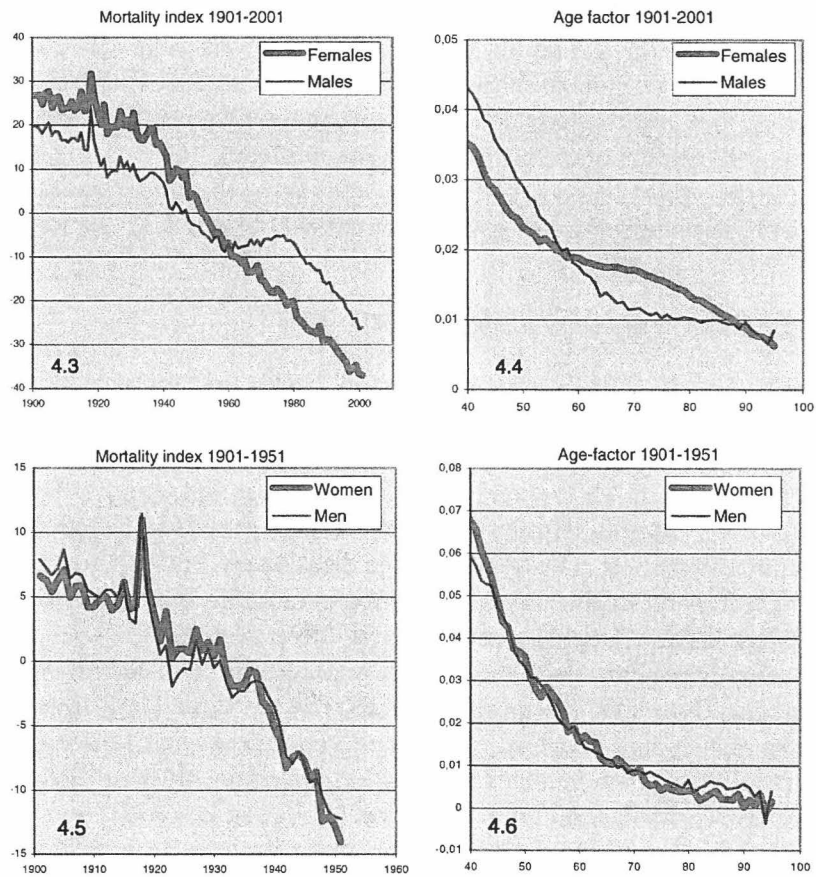 Mortality index 1901-2001
40
30
20
10
0
-10
-20
-30
-40
Females
Males
4.3
1900 1920 1940 1960 1980 2000
Age factor 1901-2001
0,05
0,04
0,03
0,02
0,01
0
Females
Males
4.4
40 50 60 70 80 90 100
Mortality index 1901-1951
15
10
5
0
-5
-10
-15
Women
Men
4.5
1900 1910 1920 1930 1940 1950 1960
Age-factor 1901-1951
0,08
0,07
0,06
0,05
0,04
0,03
0,02
0,01
0
-0,01
Women
Men
4.6
40 50 60 70 80 90 100